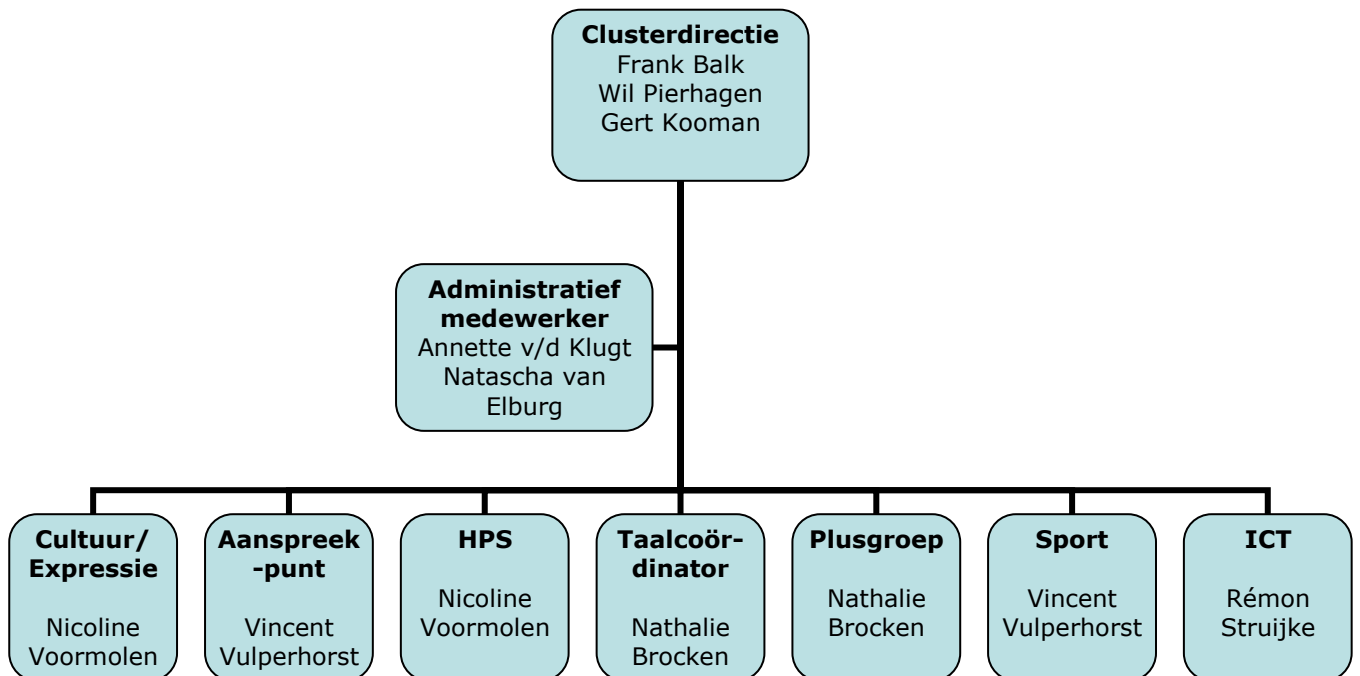 Clusterdirectie
Frank Balk
Wil Pierhagen
Gert Kooman
Administratief
medewerker
Annette v/d Klugt
Natascha van
Elburg
Cultuur/
Expressie
Nicoline
Voormolen
Aanspreek
-punt
Vincent
Vulperhorst
HPS
Nicoline
Voormolen
Taalcoör-
dinator
Nathalie
Brocken
Plusgroep
Nathalie
Brocken
Sport
Vincent
Vulperhorst
ICT
Rémon
Struijke